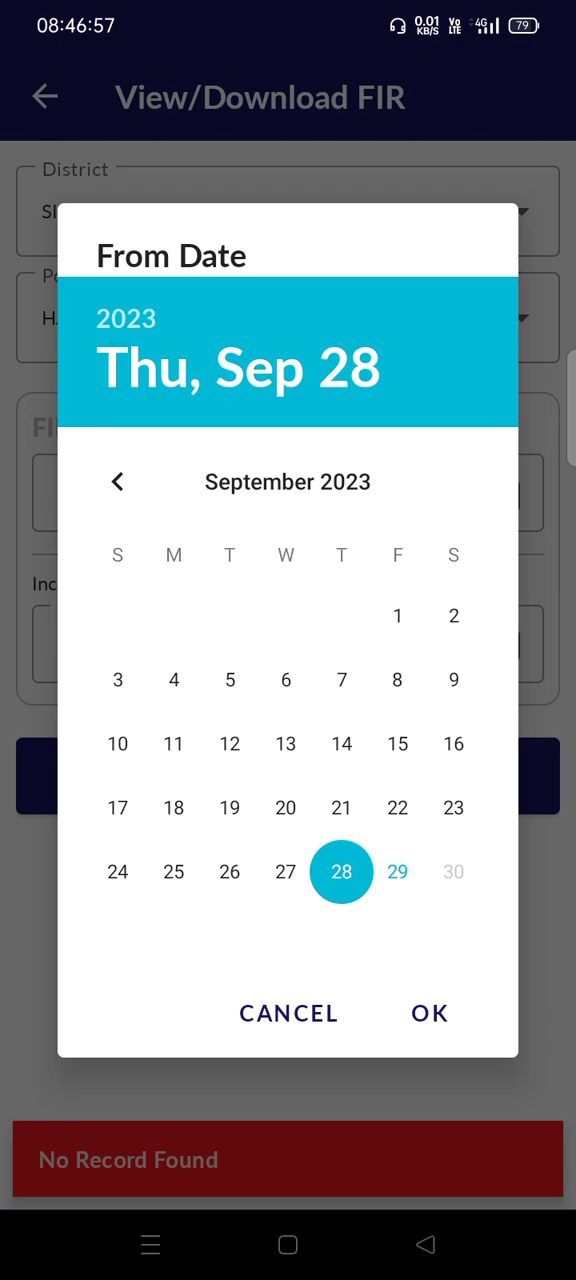 08:46:57 0.01 KB/S Vo LTE 4G 79
View/Download FIR
District
From Date
2023
Thu, Sep 28
September 2023
S M T W T F S
1 2
3 4 5 6 7 8 9
10 11 12 13 14 15 16
17 18 19 20 21 22 23
24 25 26 27 28 29 30
Inc
CANCEL OK
No Record Found